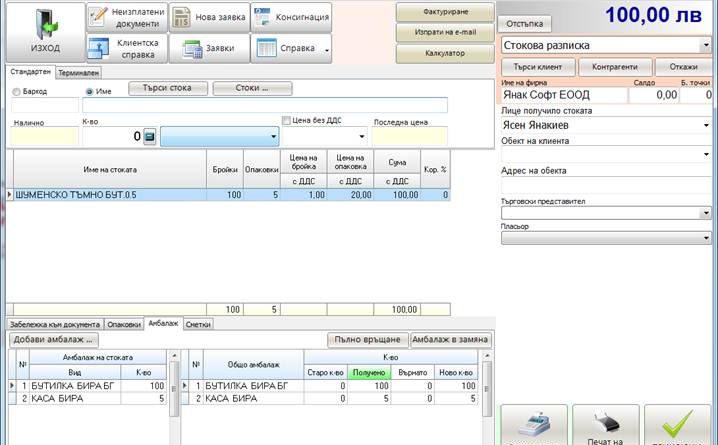 ИЗХОД
Неизплатени документи
Нова заявка
Консигнация
Клиентска справка
Заявки
Справка
Фактуриране
Изпрати на e-mail
Калкулатор
Отстъпка
100,00 лв
Стокова разписка
Търси клиент
Контрагенти
Откажи
Име на фирма
Салдо
Б. точки
Янак Софт ЕООД
0,00
0
Лице получило стоката
Ясен Янакиев
Обект на клиента
Адрес на обекта
Търговски представител
Пласьор
Стандартен
Терминален
Баркод
Име
Търси стока
Стоки ...
Налично
К-во
Цена без ДДС
Последна цена
0
Име на стоката
Бройки
Опаковки
Цена на бройка
Цена на опаковка
Сума
Кор. %
с ДДС
с ДДС
с ДДС
ШУМЕНСКО ТЪМНО БУТ.0.5
100
5
1,00
20,00
100,00
0
100
5
100,00
Забележка към документа
Опаковки
Амбалаж
Сметки
Добави амбалаж ...
Пълно връщане
Амбалаж в замяна
№
Амбалаж на стоката
Вид
К-во
1 БУТИЛКА БИРА БГ 100
2 КАСА БИРА 5
№
Общо амбалаж
К-во
Старо к-во
Получено
Върнато
Ново к-во
1 БУТИЛКА БИРА БГ 0 100 0 100
2 КАСА БИРА 0 5 0 5
Печат на